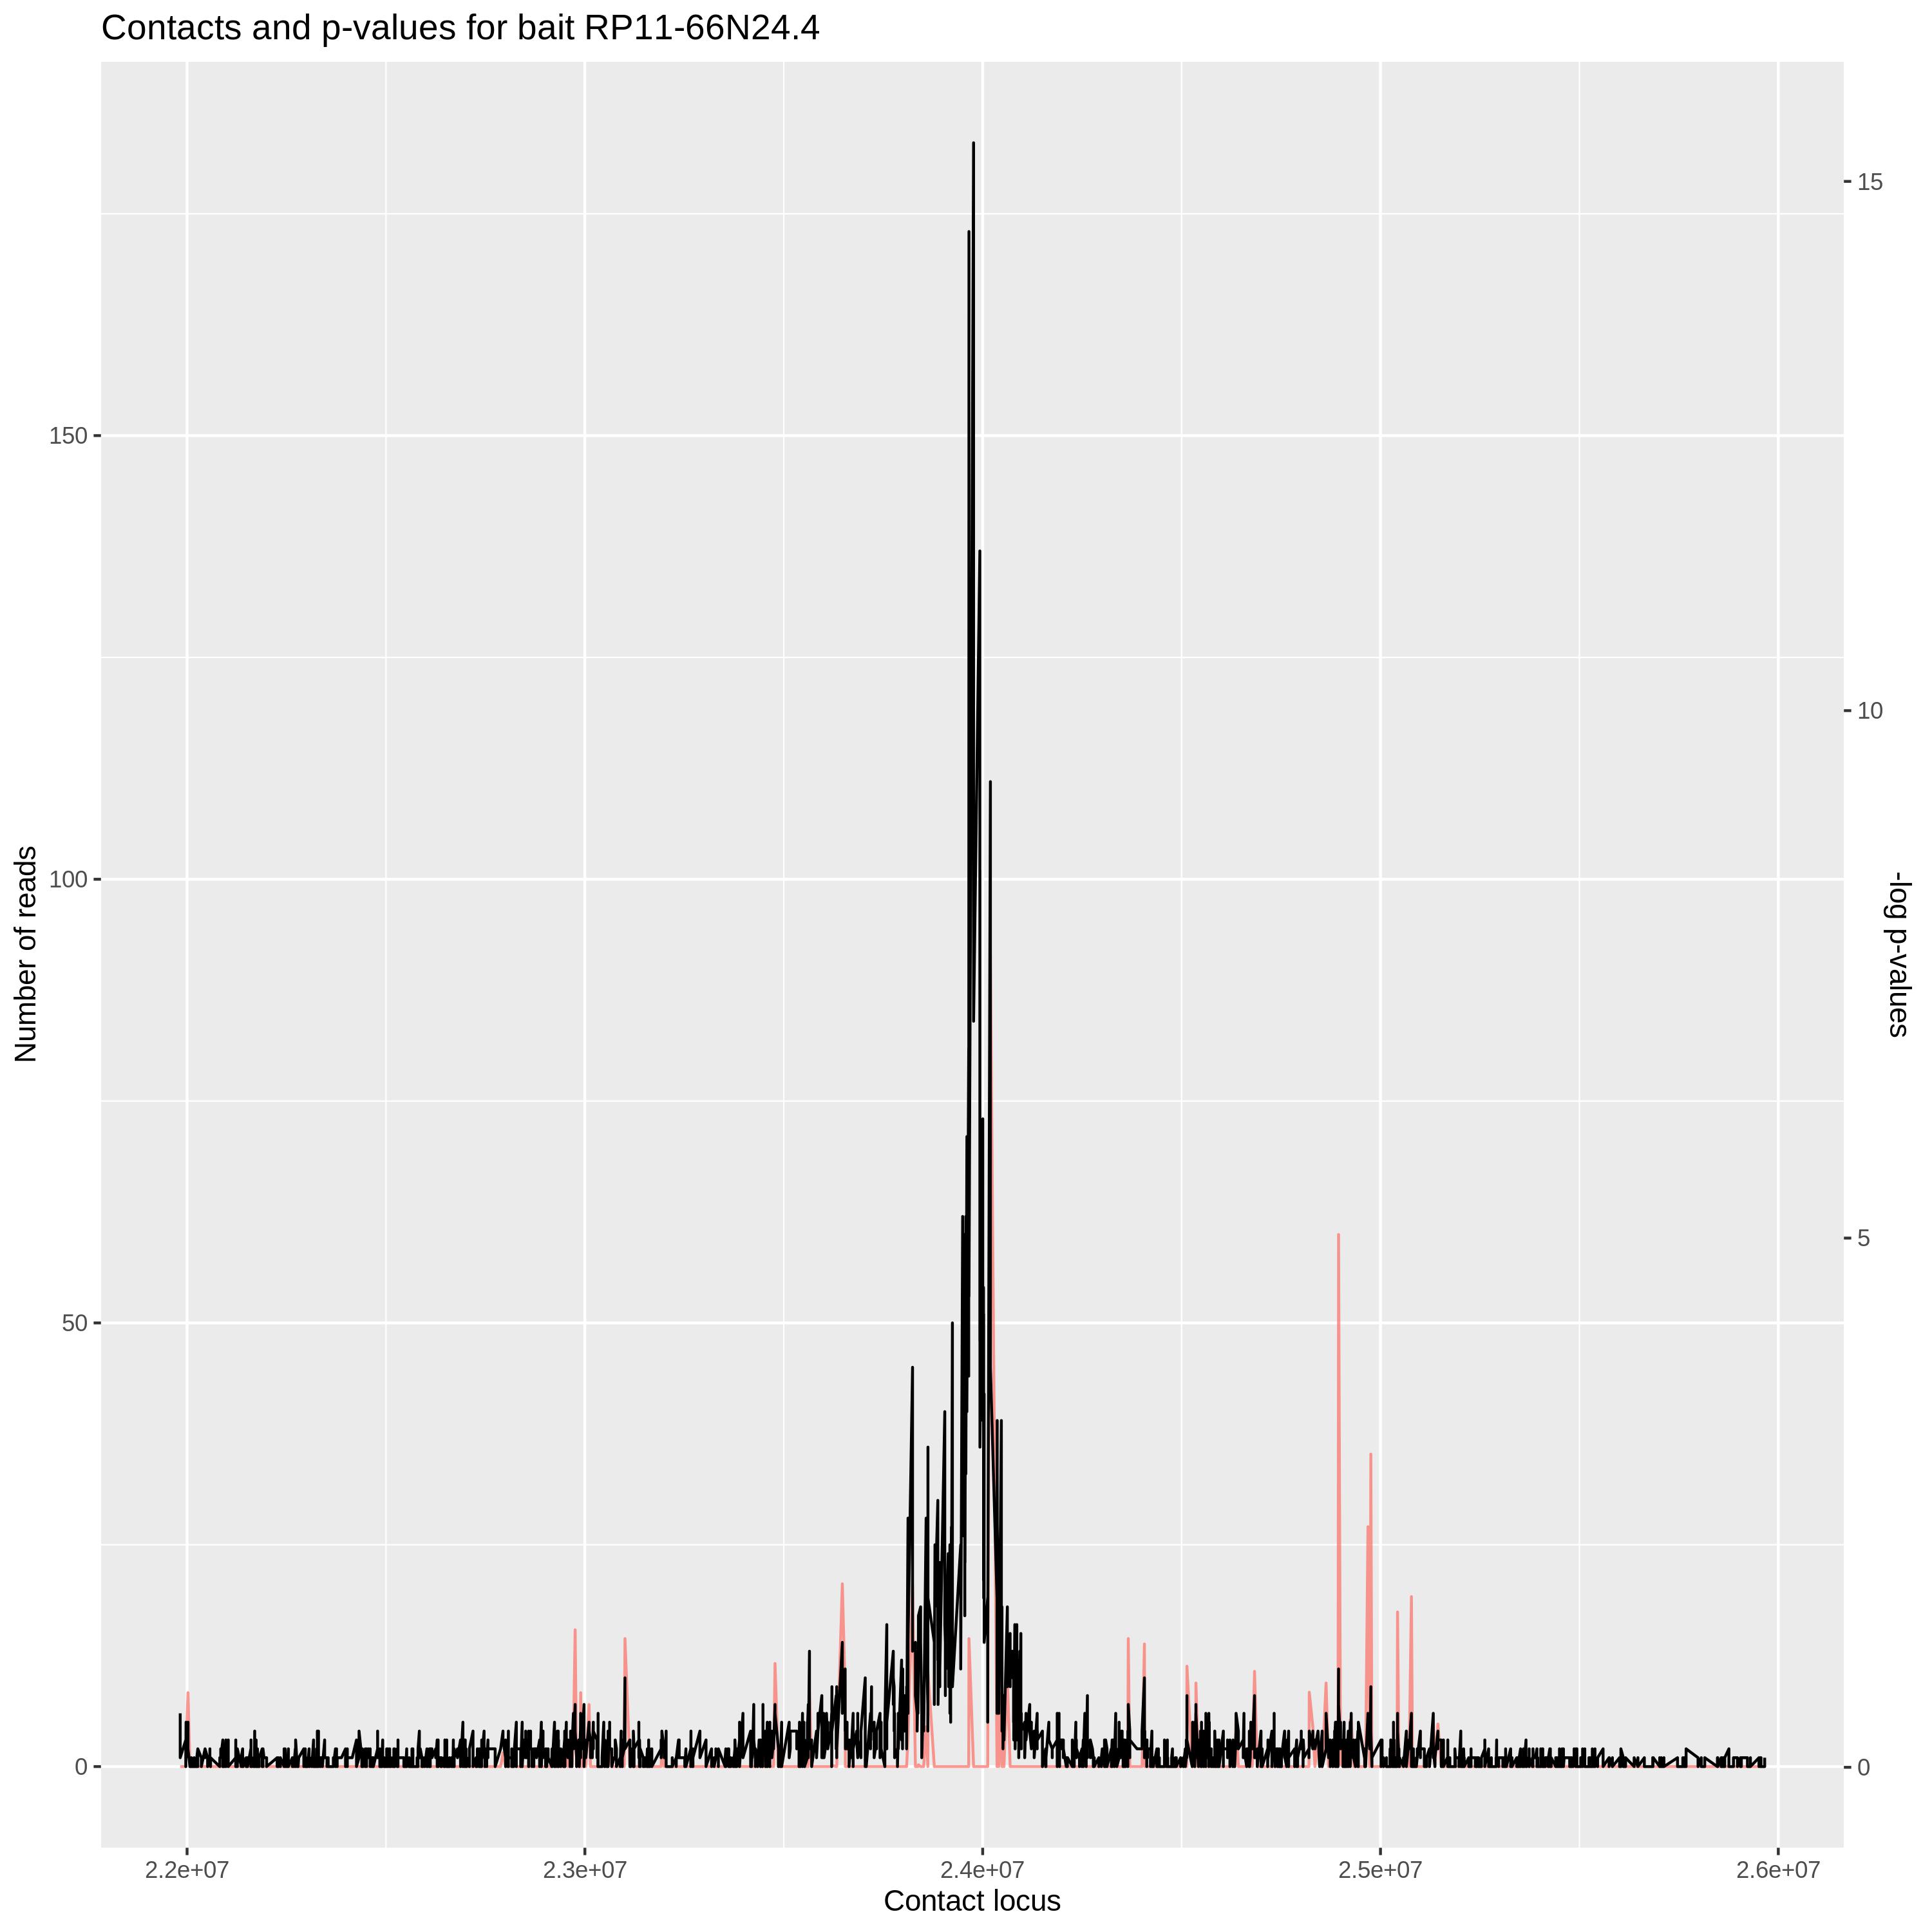 Contacts and p-values for bait RP11-66N24.4
15
150
10
100
Number of reads
-log p-values
5
50
0
0
2.2e+07
2.3e+07
2.4e+07
2.5e+07
2.6e+07
Contact locus